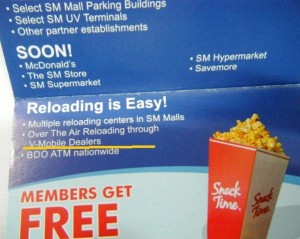 • Select SM Mall Parking Buildings
• Select SM UV Terminals
• Other partner establishments
SOON!
• McDonald's
• The SM Store
• SM Supermarket
• SM Hypermarket
• Savemore
Reloading is Easy!
• Multiple reloading centers in SM Malls
• Over The Air Reloading through
V-Mobile Dealers
• BDO ATM nationwide
MEMBERS GET
FREE
Snack
Time.
Snack
Time.